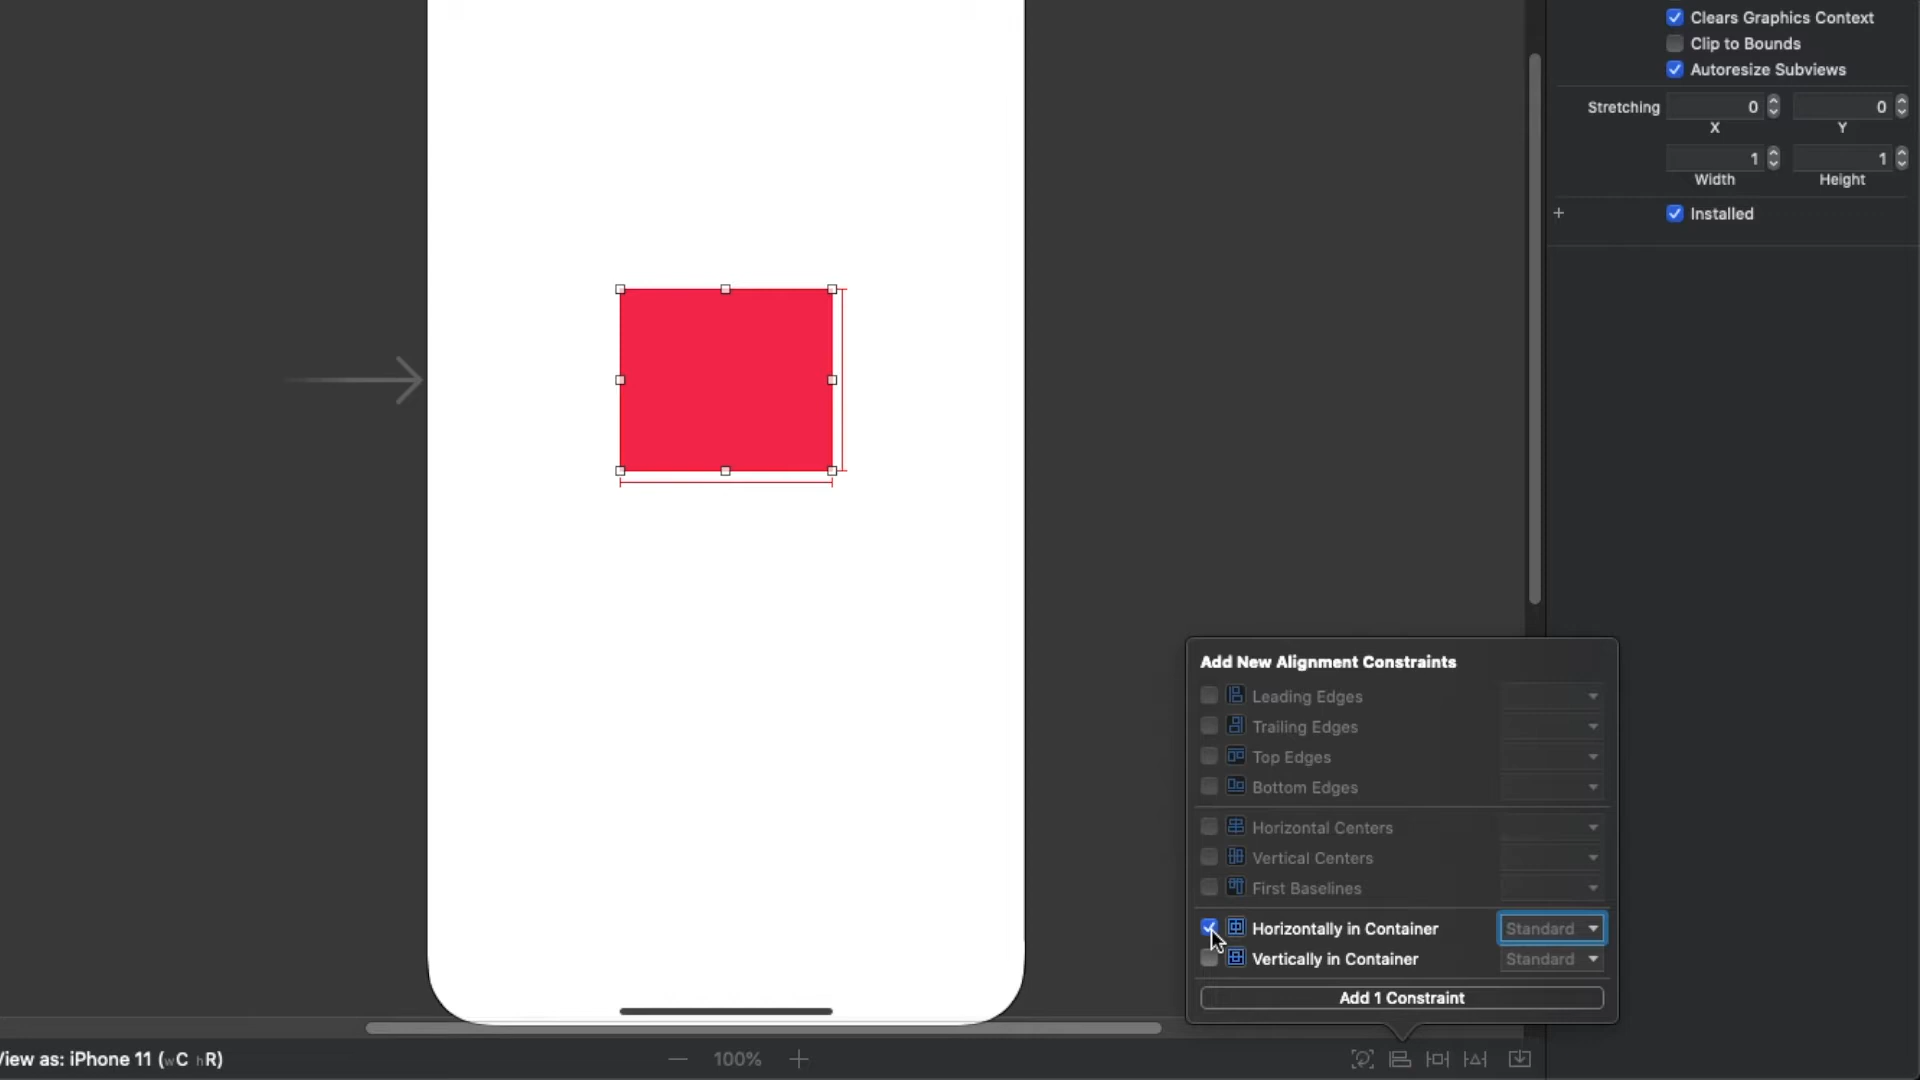 Clears Graphics Context
Clip to Bounds
Autoresize Subviews
Stretching 0 0
X Y
1 1
Width Height
+ Installed
Add New Alignment Constraints
Leading Edges
Trailing Edges
Top Edges
Bottom Edges
Horizontal Centers
Vertical Centers
First Baselines
Horizontally in Container Standard
Vertically in Container Standard
Add 1 Constraint
View as: iPhone 11 (wC hR) — 100% +